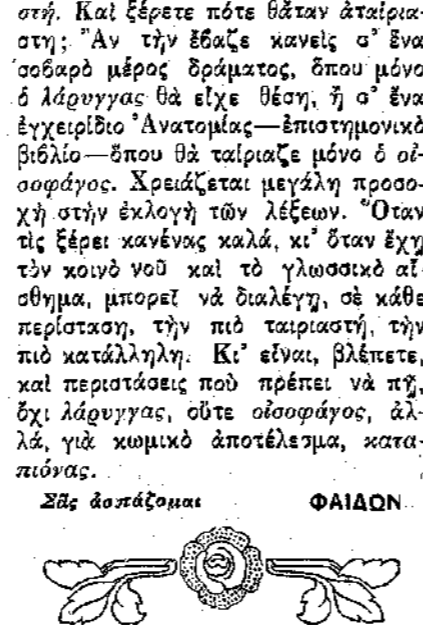 στή. Καὶ ξέρετε πότε θἄταν ἀταίρια-
στη; Ἂν τὴν ἔβαζε κανεὶς σ' ἕνα
σοβαρὸ μέρος δράματος, ὅπου μόνο
ὁ λάρυγγας θὰ εἶχε θέση, ἢ σ' ἕνα
ἐγχειρίδιο Ἀνατομίας—ἐπιστημονικὸ
βιβλίο—ὅπου θὰ ταίριαζε μόνο ὁ οἰ-
σοφάγος. Χρειάζεται μεγάλη προσο-
χὴ στὴν ἐκλογὴ τῶν λέξεων. Ὅταν
τὶς ξέρει κανένας καλά, κι' ὅταν ἔχῃ
τὸν κοινὸ νοῦ καὶ τὸ γλωσσικὸ αἴ-
σθημα, μπορεῖ νὰ διαλέγῃ, σὲ κάθε
περίσταση, τὴν πιὸ ταιριαστή, τὴν
πιὸ κατάλληλη. Κι' εἶναι, βλέπετε,
καὶ περιστάσεις ποὺ πρέπει νὰ πῇ,
ὄχι λάρυγγας, οὔτε οἰσοφάγος, ἀλ-
λά, γιὰ κωμικὸ ἀποτέλεσμα, κατα-
πιόνας.
Σᾶς ἀσπάζομαι ΦΑΙΔΩΝ